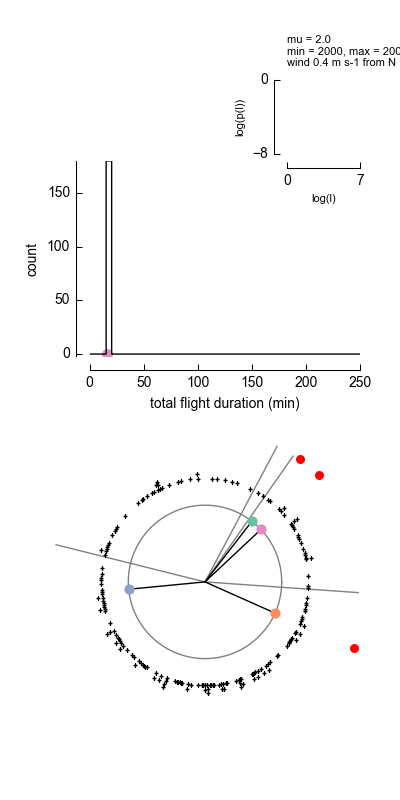 mu = 2.0
min = 2000, max = 200
wind 0.4 m s-1 from N
0
−8
log(p(l))
0 7
log(l)
150
100
50
0
count
0 50 100 150 200 250
total flight duration (min)